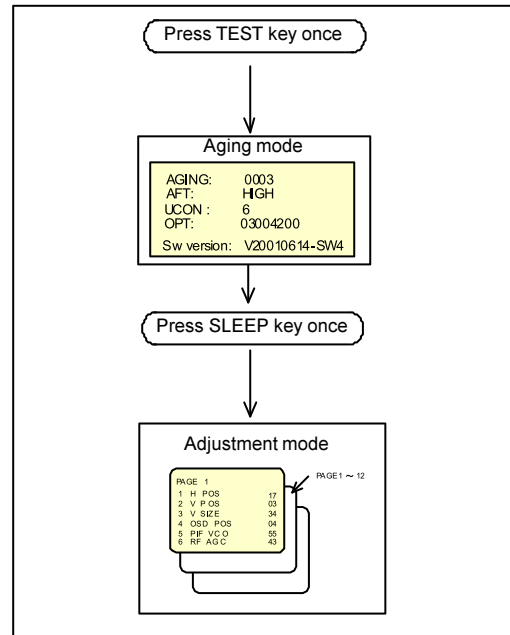 Press TEST key once
Aging mode
AGING: 0003
AFT: HIGH
UCON : 6
OPT: 03004200
Sw version: V20010614-SW4
Press SLEEP key once
Adjustment mode
PAGE1 ~ 12
PAGE 1
1 H POS 17
2 V POS 03
3 V SIZE 34
4 OSD POS 04
5 PIF VCO 55
6 RF AGC 43